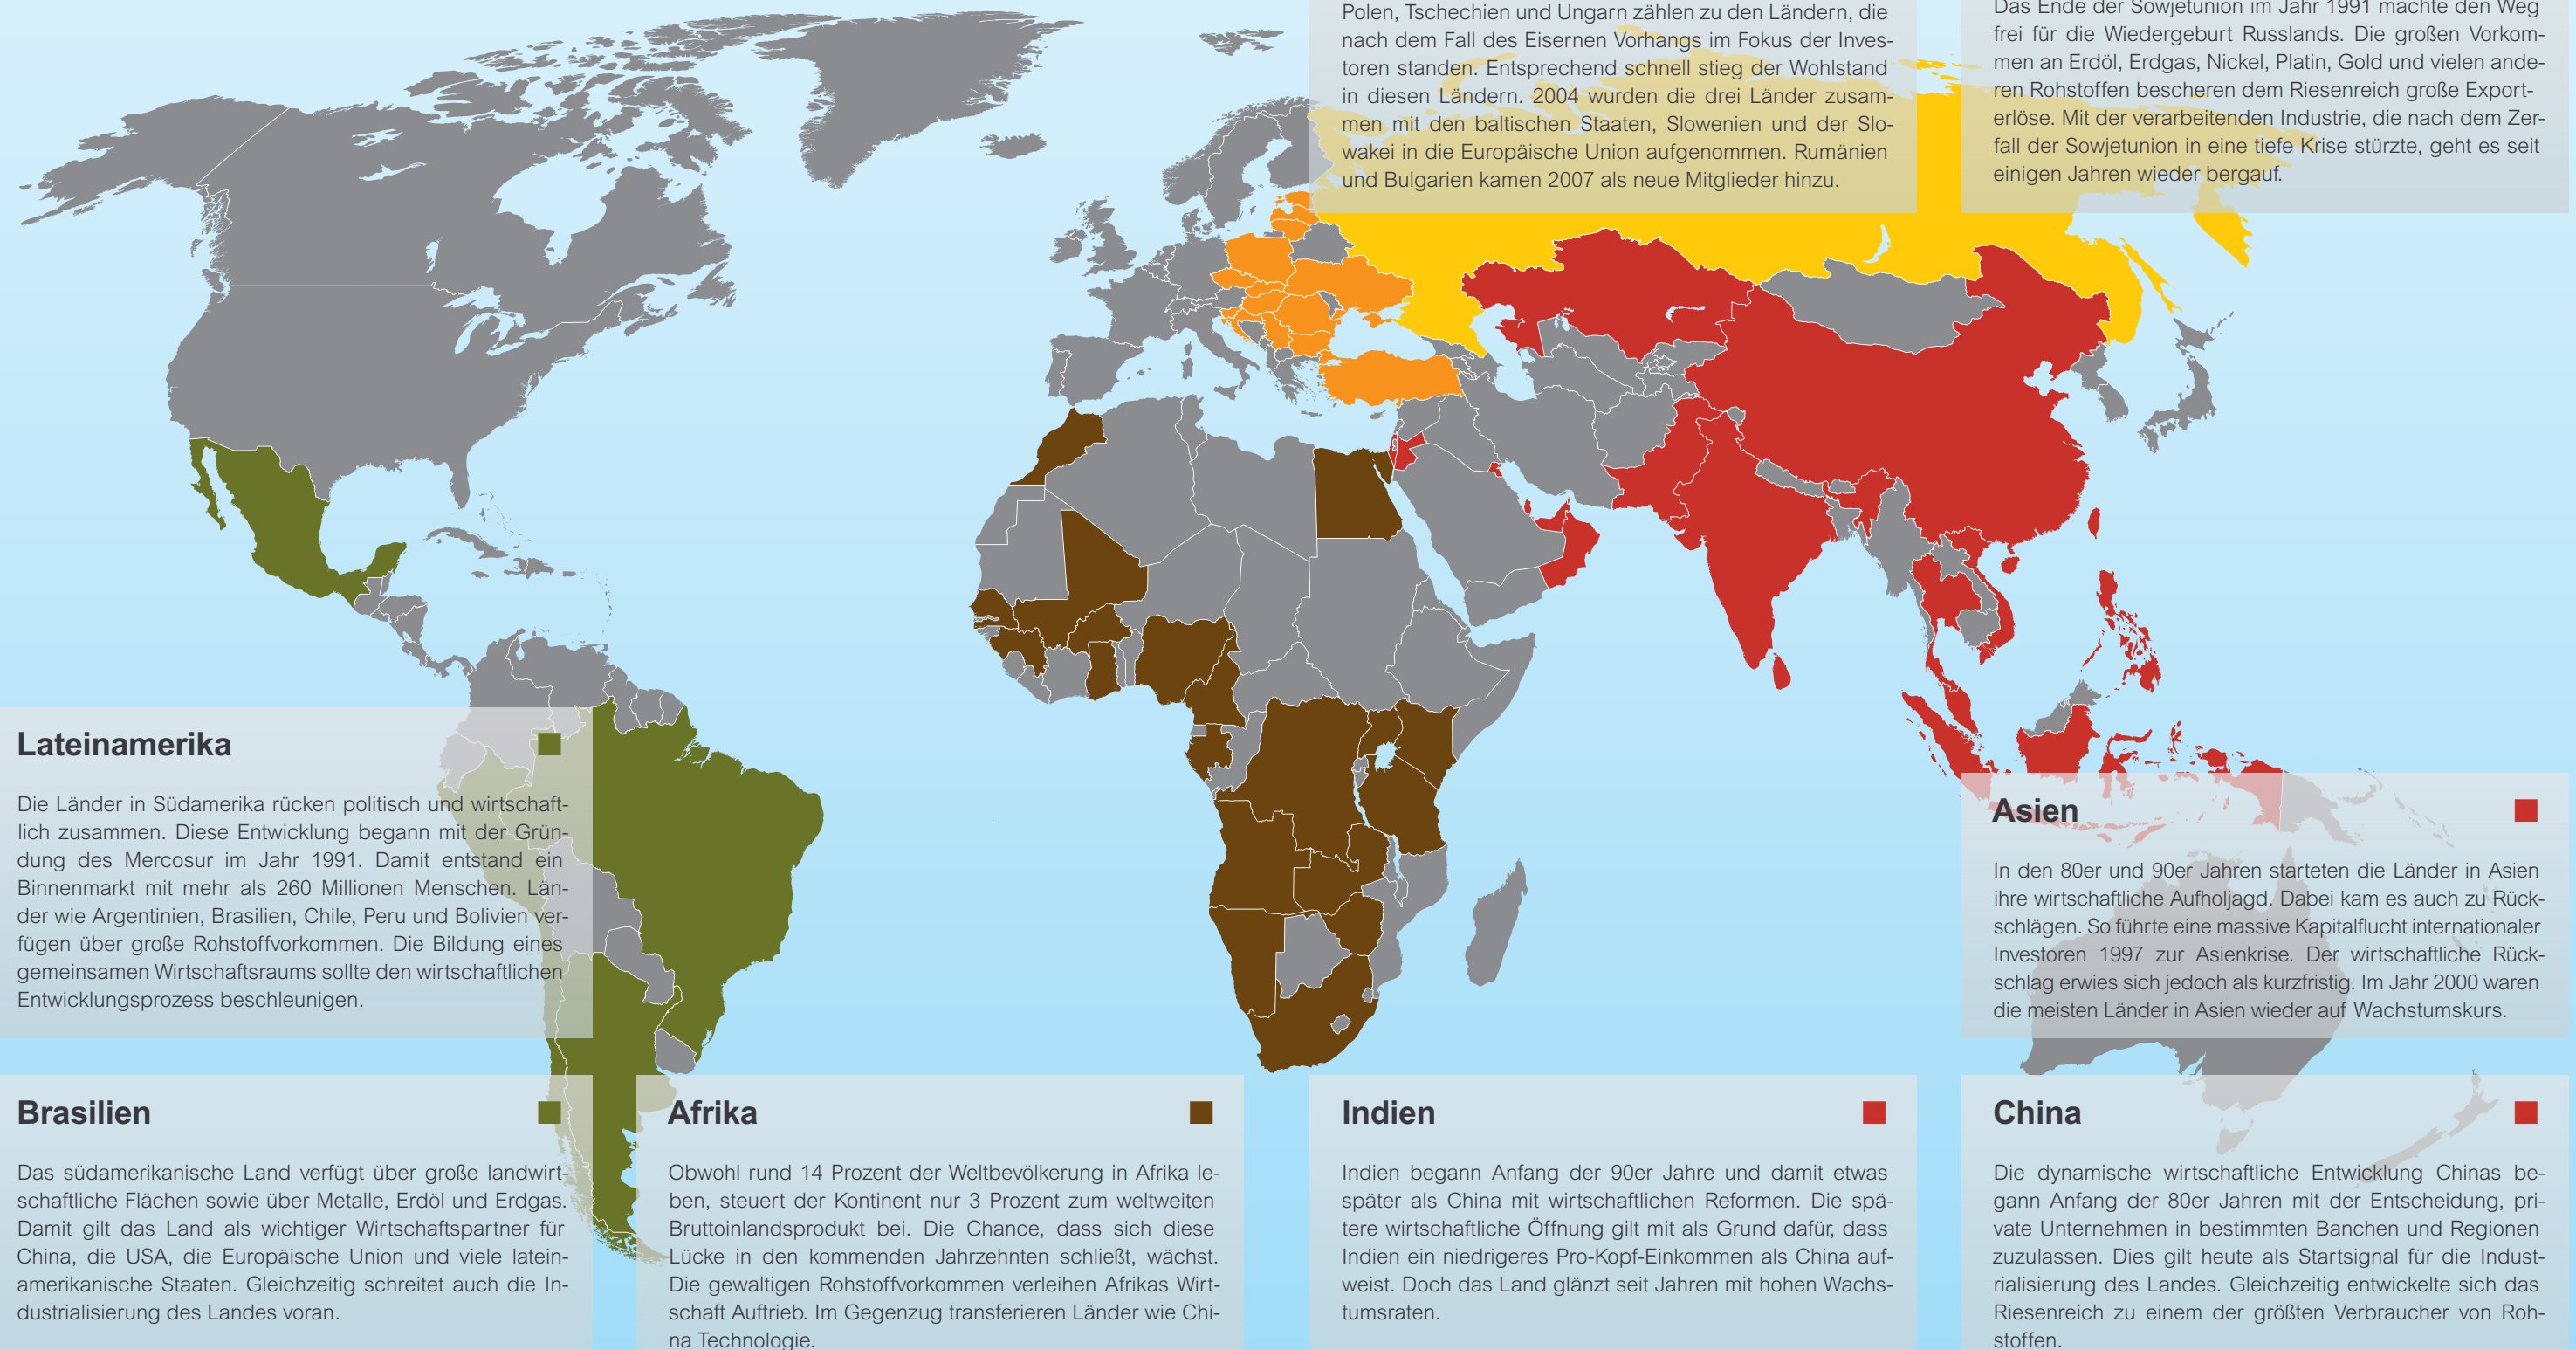 Polen, Tschechien und Ungarn zählen zu den Ländern, die
nach dem Fall des Eisernen Vorhangs im Fokus der Inves-
toren standen. Entsprechend schnell stieg der Wohlstand
in diesen Ländern. 2004 wurden die drei Länder zusam-
men mit den baltischen Staaten, Slowenien und der Slo-
wakei in die Europäische Union aufgenommen. Rumänien
und Bulgarien kamen 2007 als neue Mitglieder hinzu.
Das Ende der Sowjetunion im Jahr 1991 machte den Weg
frei für die Wiedergeburt Russlands. Die großen Vorkom-
men an Erdöl, Erdgas, Nickel, Platin, Gold und vielen ande-
ren Rohstoffen bescheren dem Riesenreich große Export-
erlöse. Mit der verarbeitenden Industrie, die nach dem Zer-
fall der Sowjetunion in eine tiefe Krise stürzte, geht es seit
einigen Jahren wieder bergauf.
Lateinamerika
Die Länder in Südamerika rücken politisch und wirtschaft-
lich zusammen. Diese Entwicklung begann mit der Grün-
dung des Mercosur im Jahr 1991. Damit entstand ein
Binnenmarkt mit mehr als 260 Millionen Menschen. Län-
der wie Argentinien, Brasilien, Chile, Peru und Bolivien ver-
fügen über große Rohstoffvorkommen. Die Bildung eines
gemeinsamen Wirtschaftsraums sollte den wirtschaftlichen
Entwicklungsprozess beschleunigen.
Asien
In den 80er und 90er Jahren starteten die Länder in Asien
ihre wirtschaftliche Aufholjagd. Dabei kam es auch zu Rück-
schlägen. So führte eine massive Kapitalflucht internationaler
Investoren 1997 zur Asienkrise. Der wirtschaftliche Rück-
schlag erwies sich jedoch als kurzfristig. Im Jahr 2000 waren
die meisten Länder in Asien wieder auf Wachstumskurs.
Brasilien
Das südamerikanische Land verfügt über große landwirt-
schaftliche Flächen sowie über Metalle, Erdöl und Erdgas.
Damit gilt das Land als wichtiger Wirtschaftspartner für
China, die USA, die Europäische Union und viele latein-
amerikanische Staaten. Gleichzeitig schreitet auch die In-
dustrialisierung des Landes voran.
Afrika
Obwohl rund 14 Prozent der Weltbevölkerung in Afrika le-
ben, steuert der Kontinent nur 3 Prozent zum weltweiten
Bruttoinlandsprodukt bei. Die Chance, dass sich diese
Lücke in den kommenden Jahrzehnten schließt, wächst.
Die gewaltigen Rohstoffvorkommen verleihen Afrikas Wirt-
schaft Auftrieb. Im Gegenzug transferieren Länder wie Chi-
na Technologie.
Indien
Indien begann Anfang der 90er Jahre und damit etwas
später als China mit wirtschaftlichen Reformen. Die spä-
tere wirtschaftliche Öffnung gilt mit als Grund dafür, dass
Indien ein niedrigeres Pro-Kopf-Einkommen als China auf-
weist. Doch das Land glänzt seit Jahren mit hohen Wachs-
tumsraten.
China
Die dynamische wirtschaftliche Entwicklung Chinas be-
gann Anfang der 80er Jahren mit der Entscheidung, pri-
vate Unternehmen in bestimmten Banchen und Regionen
zuzulassen. Dies gilt heute als Startsignal für die Indust-
rialisierung des Landes. Gleichzeitig entwickelte sich das
Riesenreich zu einem der größten Verbraucher von Roh-
stoffen.